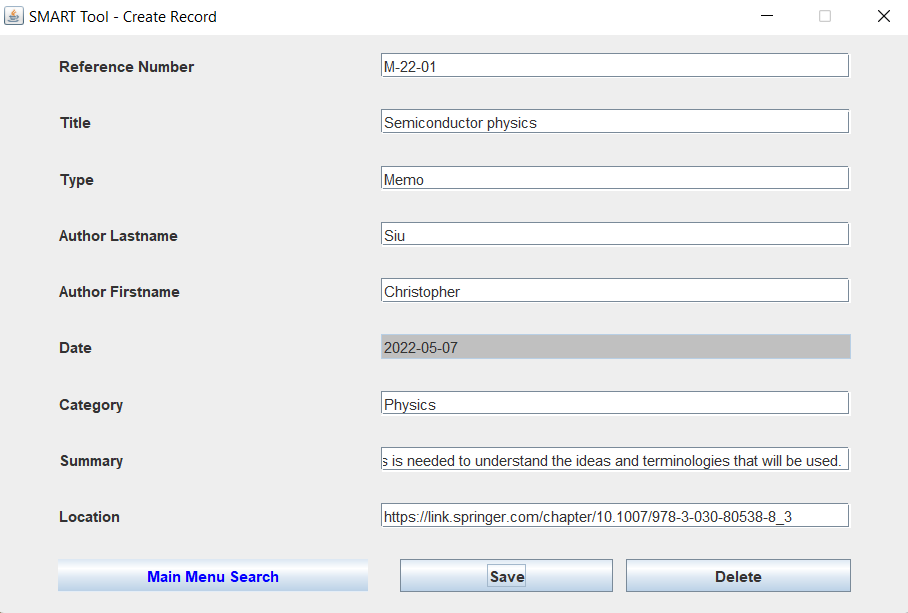 SMART Tool - Create Record
Reference Number M-22-01
Title Semiconductor physics
Type Memo
Author Lastname Siu
Author Firstname Christopher
Date 2022-05-07
Category Physics
Summary s is needed to understand the ideas and terminologies that will be used.
Location https://link.springer.com/chapter/10.1007/978-3-030-80538-8_3
Main Menu Search Save Delete